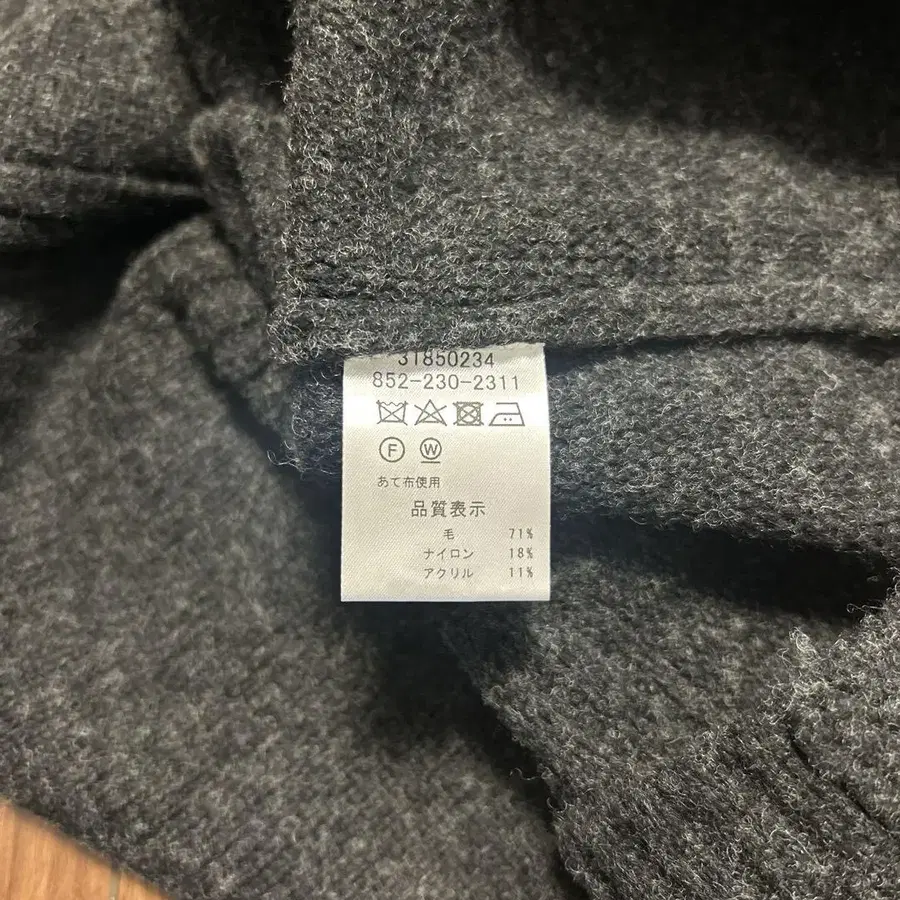 31850234
852-230-2311
F W
あて布使用
品質表示
毛 71%
ナイロン 18%
アクリル 11%